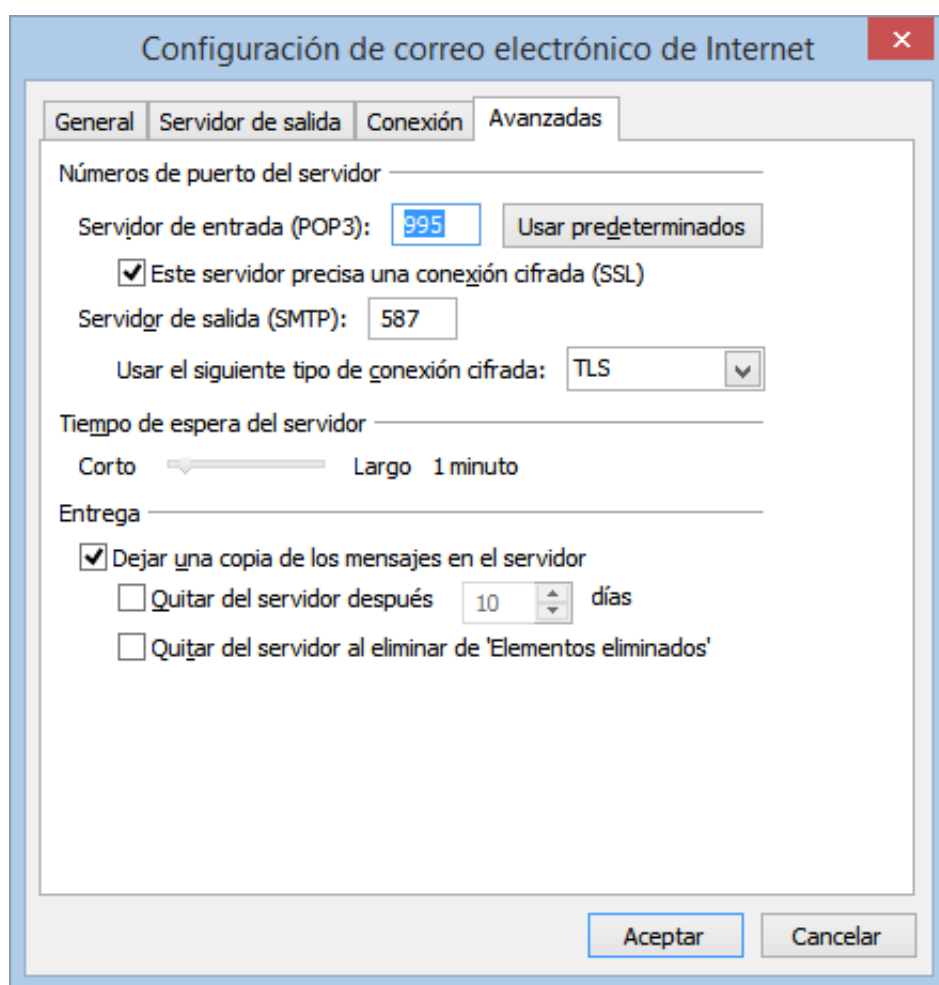 Configuración de correo electrónico de Internet
General Servidor de salida Conexión Avanzadas
Números de puerto del servidor
Servidor de entrada (POP3): 995 Usar predeterminados
Este servidor precisa una conexión cifrada (SSL)
Servidor de salida (SMTP): 587
Usar el siguiente tipo de conexión cifrada: TLS
Tiempo de espera del servidor
Corto Largo 1 minuto
Entrega
Dejar una copia de los mensajes en el servidor
Quitar del servidor después 10 días
Quitar del servidor al eliminar de 'Elementos eliminados'
Aceptar Cancelar